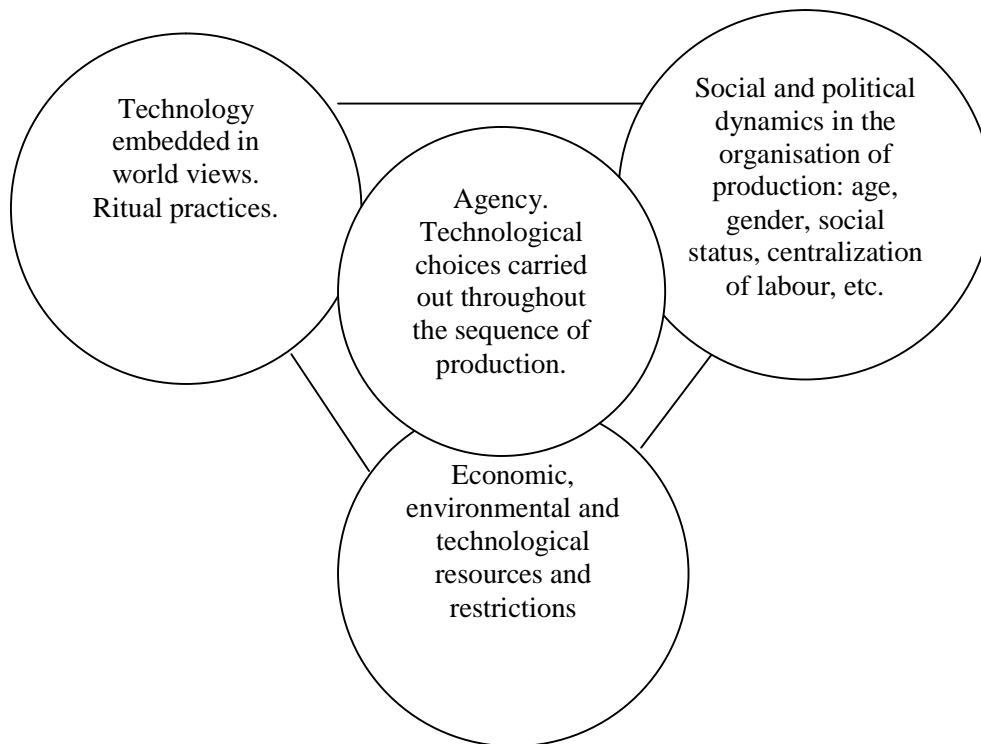 Technology
embedded in
world views.
Ritual practices.
Social and political
dynamics in the
organisation of
production: age,
gender, social
status, centralization
of labour, etc.
Agency.
Technological
choices carried
out throughout
the sequence of
production.
Economic,
environmental and
technological
resources and
restrictions